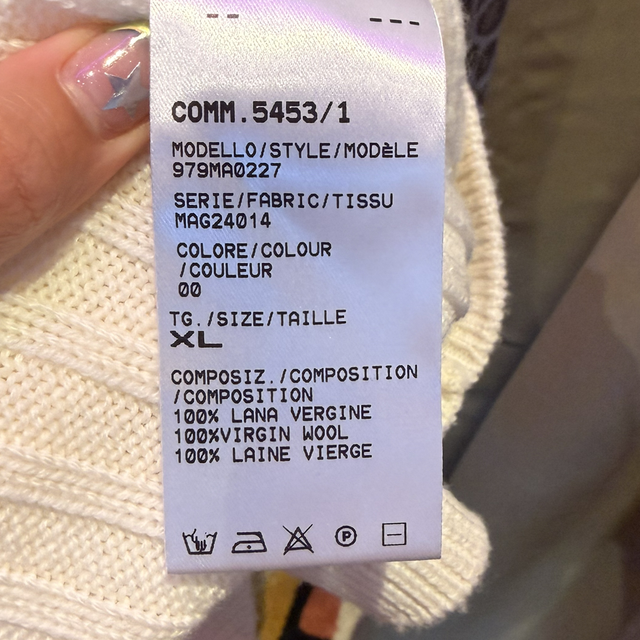 -- ---
COMM.5453/1
MODELLO/STYLE/MODÈLE
979MA0227
SERIE/FABRIC/TISSU
MAG24014
COLORE/COLOUR
/COULEUR
00
TG./SIZE/TAILLE
XL
COMPOSIZ./COMPOSITION
/COMPOSITION
100% LANA VERGINE
100%VIRGIN WOOL
100% LAINE VIERGE
P